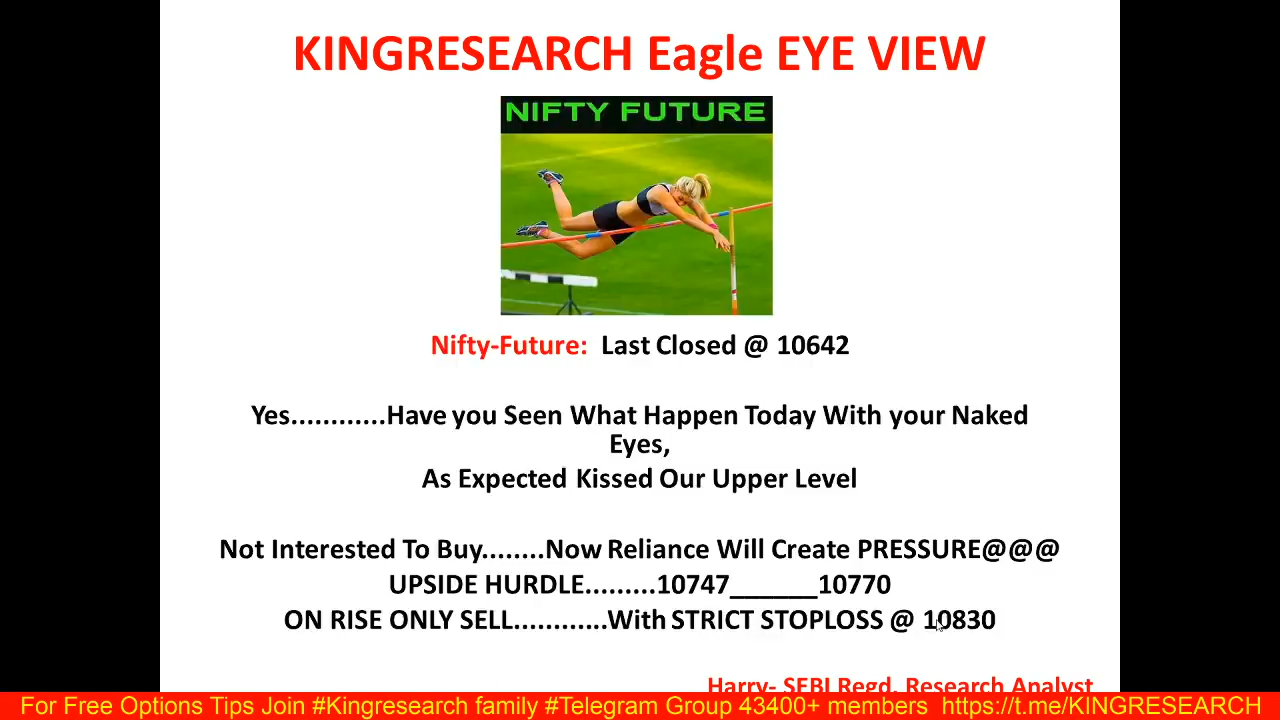 KINGRESEARCH Eagle EYE VIEW
NIFTY FUTURE
Nifty-Future: Last Closed @ 10642
Yes............Have you Seen What Happen Today With your Naked
Eyes,
As Expected Kissed Our Upper Level
Not Interested To Buy........Now Reliance Will Create PRESSURE@@@
UPSIDE HURDLE.........10747______10770
ON RISE ONLY SELL............With STRICT STOPLOSS @ 10830
Harry- SEBI Regd. Research Analyst
For Free Options Tips Join #Kingresearch family #Telegram Group 43400+ members https://t.me/KINGRESEARCH